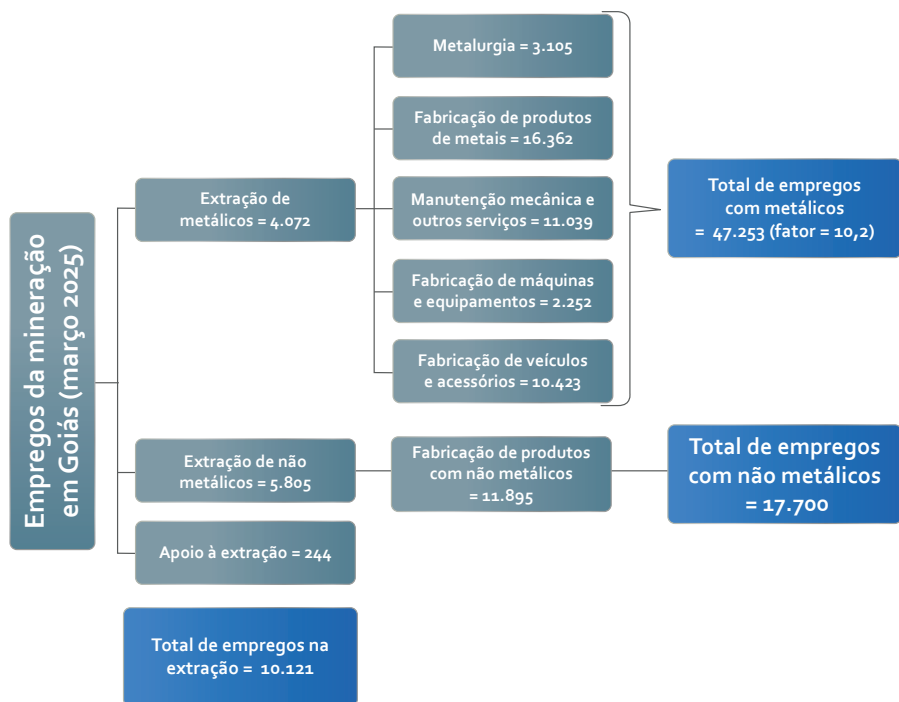 Empregos da mineração
em Goiás (março 2025)
Extração de
metálicos = 4.072
Metalurgia = 3.105
Fabricação de produtos
de metais = 16.362
Manutenção mecânica e
outros serviços = 11.039
Fabricação de máquinas
e equipamentos = 2.252
Fabricação de veículos
e acessórios = 10.423
Total de empregos
com metálicos
= 47.253 (fator = 10,2)
Extração de não
metálicos = 5.805
Fabricação de produtos
com não metálicos
= 11.895
Total de empregos
com não metálicos
= 17.700
Apoio à extração = 244
Total de empregos na
extração = 10.121